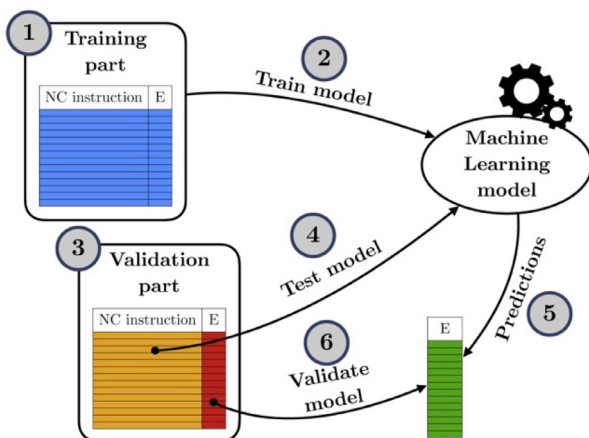 1
Training
part
NC instruction E
2
Train model
Machine
Learning
model
3
Validation
part
NC instruction E
4
Test model
5
Predictions
E
6
Validate
model